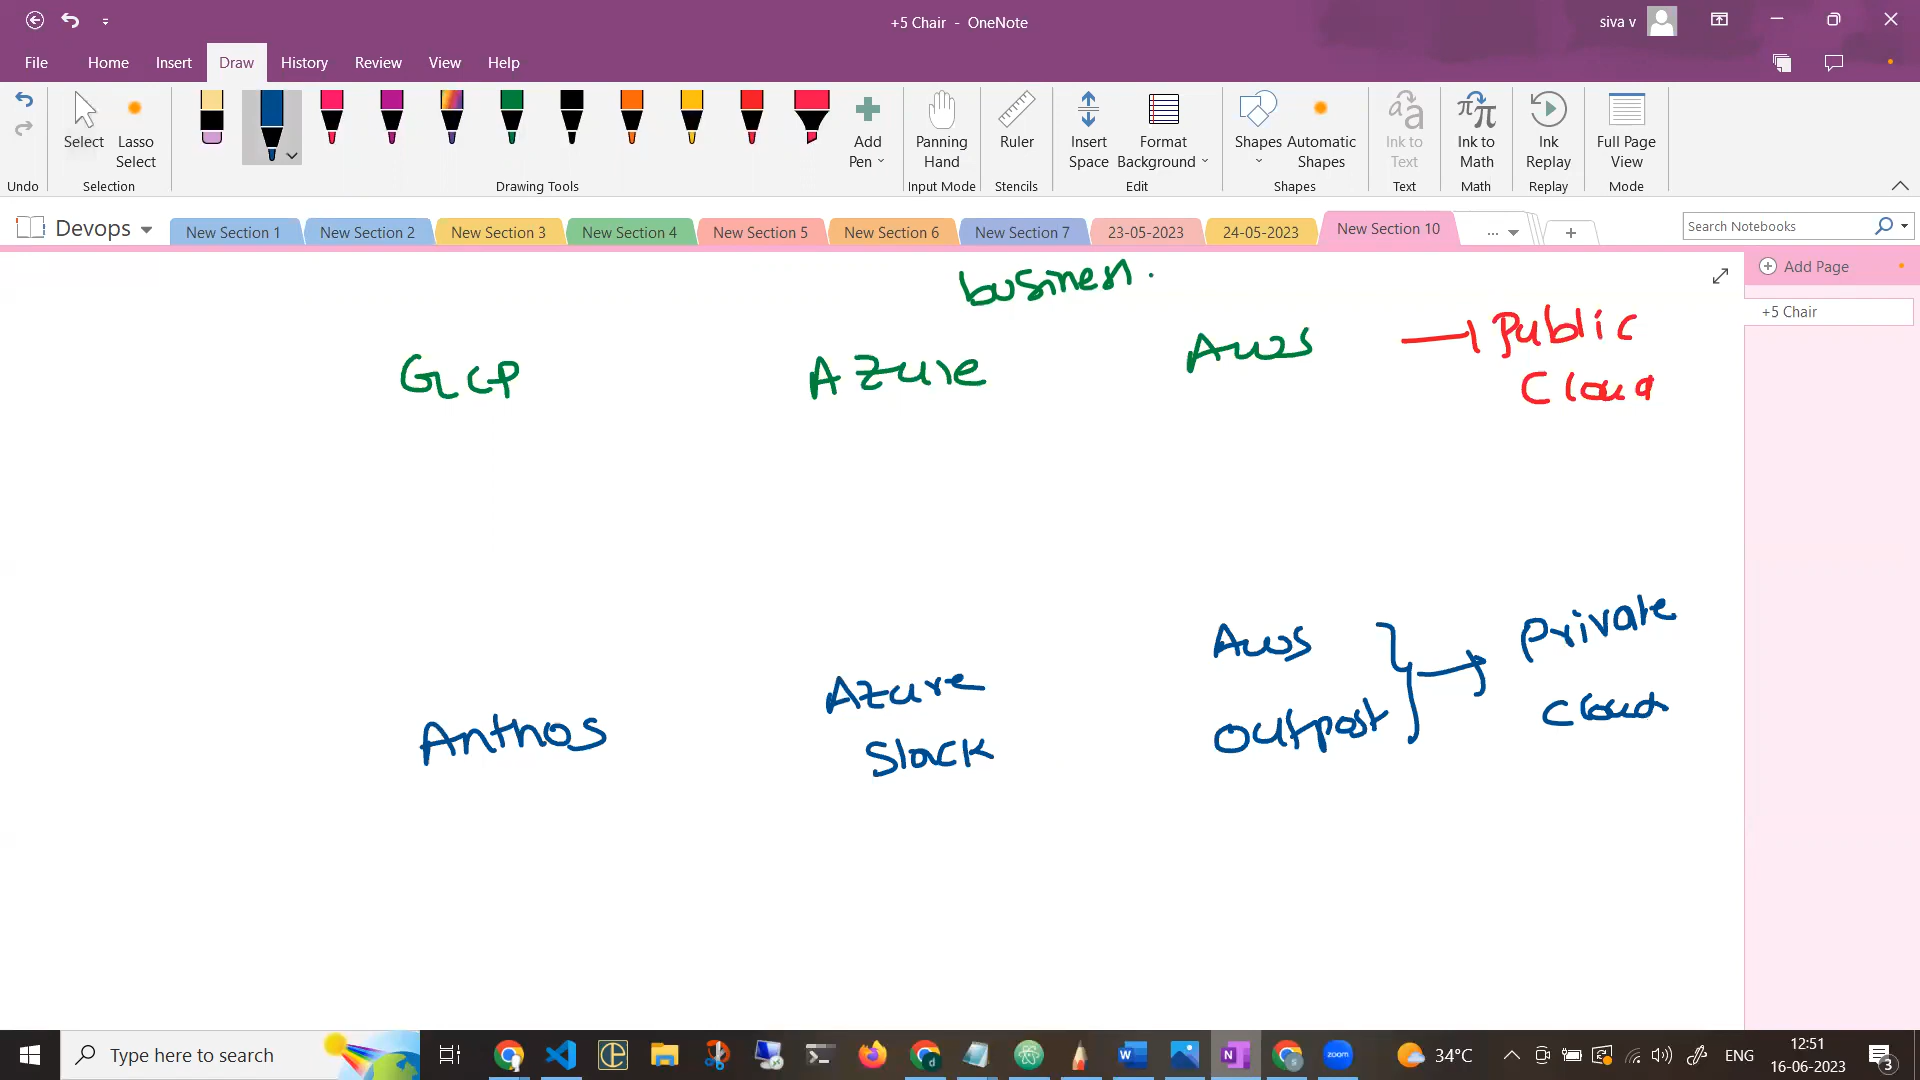 +5 Chair - OneNote
siva v
File Home Insert Draw History Review View Help
Select
Lasso Select
Add Pen
Panning Hand
Ruler
Insert Space
Format Background
Shapes
Automatic Shapes
Ink to Text
Ink to Math
Ink Replay
Full Page View
Undo Selection Drawing Tools Input Mode Stencils Edit Shapes Text Math Replay Mode
Devops New Section 1 New Section 2 New Section 3 New Section 4 New Section 5 New Section 6 New Section 7 23-05-2023 24-05-2023 New Section 10 ... Search Notebooks
Add Page
+5 Chair
business.
GCP Azure Aws Public
Cloud
Aws Private
Azure
Anthos Stack Outpost Cloud
Type here to search
34°C ENG 12:51
16-06-2023 3